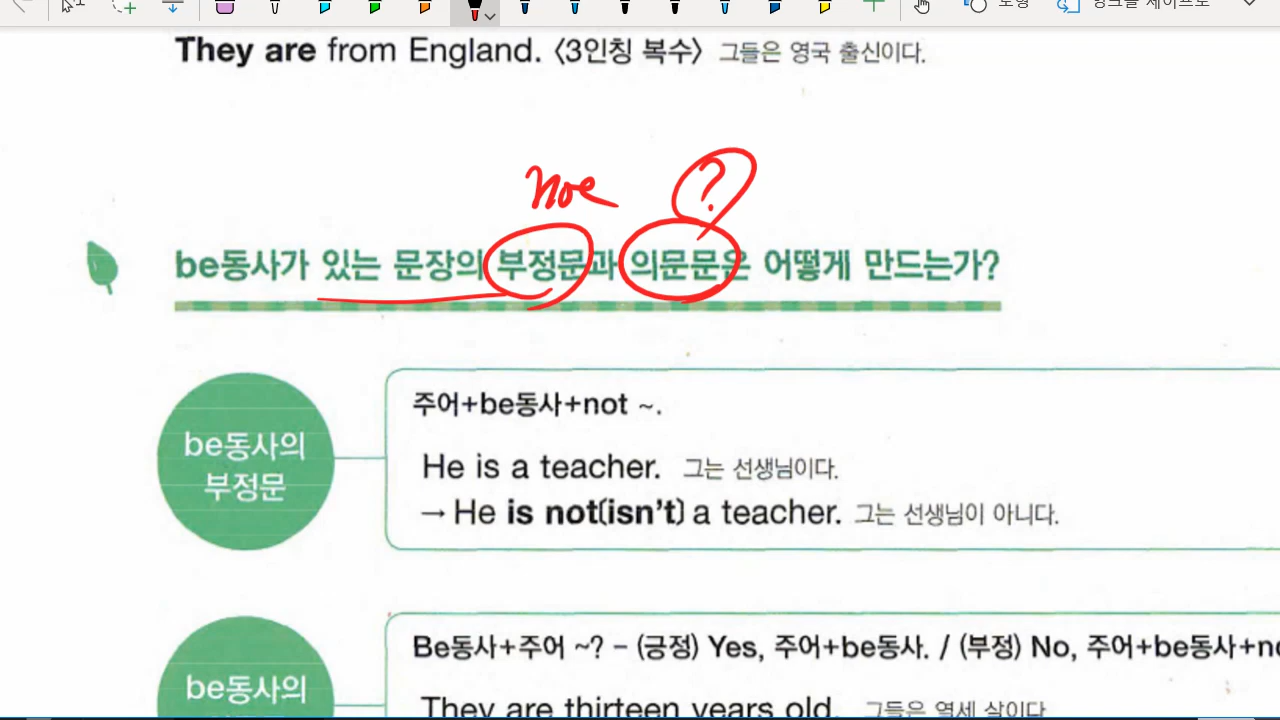 They are from England. 〈3인칭 복수〉 그들은 영국 출신이다.
?
be동사가 있는 문장의 부정문과 의문문은 어떻게 만드는가?
be동사의
부정문
주어+be동사+not ~.
He is a teacher. 그는 선생님이다.
→ He is not(isn't) a teacher. 그는 선생님이 아니다.
be동사의
Be동사+주어 ~? – (긍정) Yes, 주어+be동사. / (부정) No, 주어+be동사+no
They are thirteen years old. 그들은 열세 살이다.